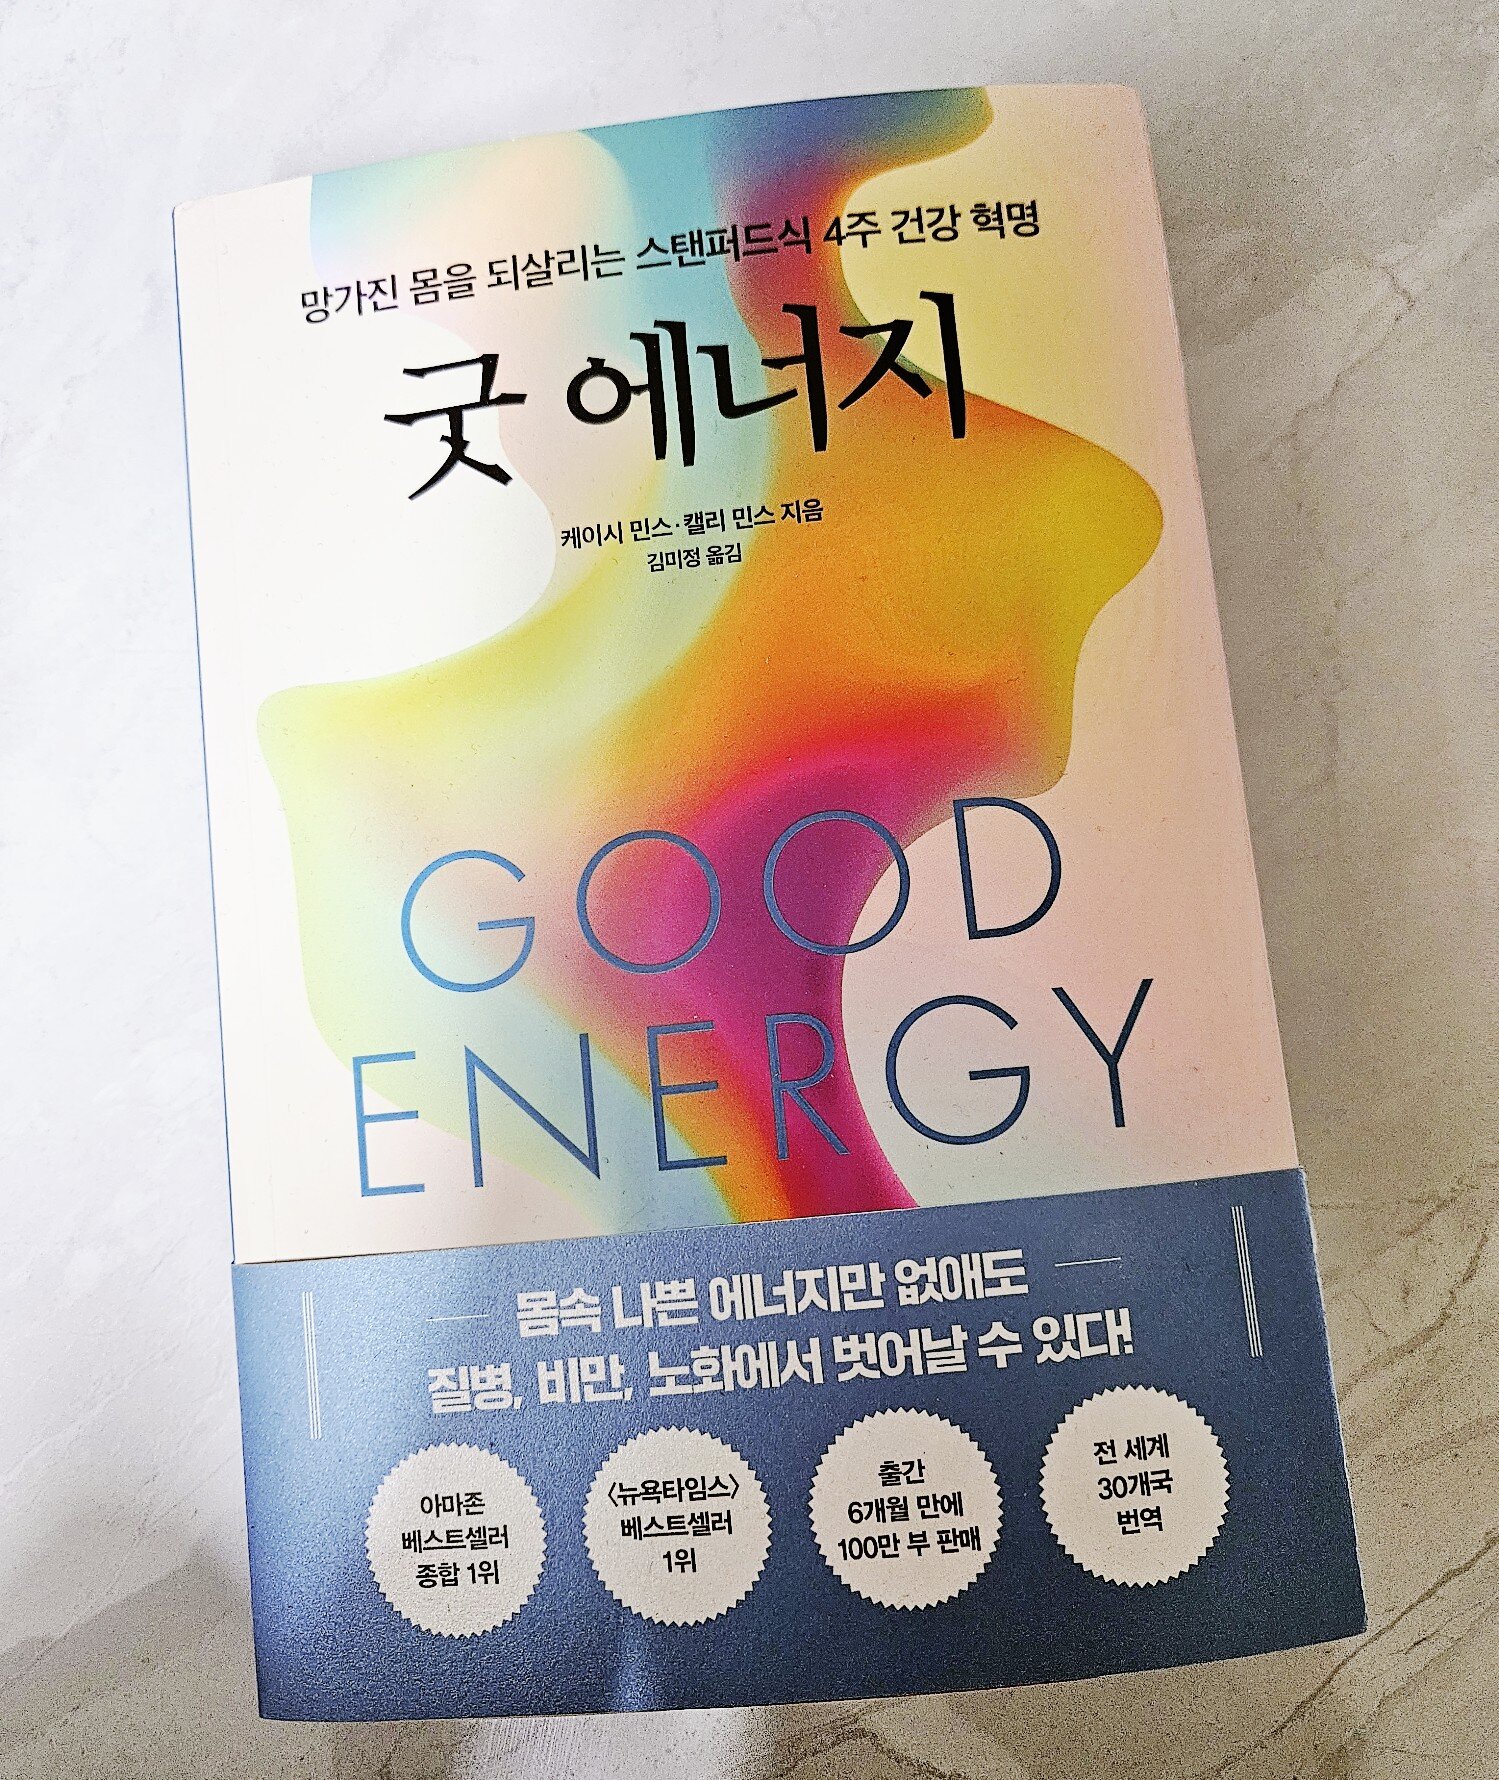 망가진 몸을 되살리는 스탠퍼드식 4주 건강 혁명
굿 에너지
케이시 민스·캘리 민스 지음
김미정 옮김
GOOD
ENERGY
몸속 나쁜 에너지만 없애도
질병, 비만, 노화에서 벗어날 수 있다!
아마존
베스트셀러
종합 1위
〈뉴욕타임스〉
베스트셀러
1위
출간
6개월 만에
100만 부 판매
전 세계
30개국
번역